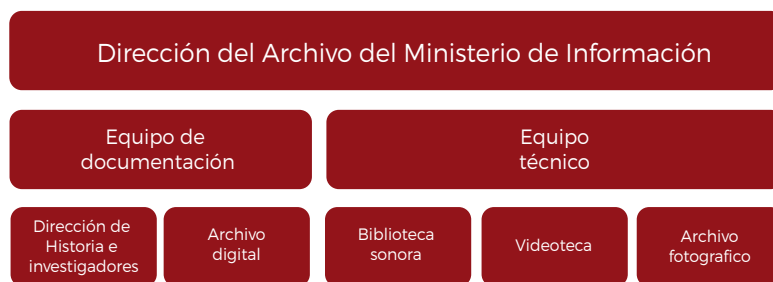 Dirección del Archivo del Ministerio de Información
Equipo de
documentación
Equipo
técnico
Dirección de
Historia e
investigadores
Archivo
digital
Biblioteca
sonora
Videoteca
Archivo
fotografico